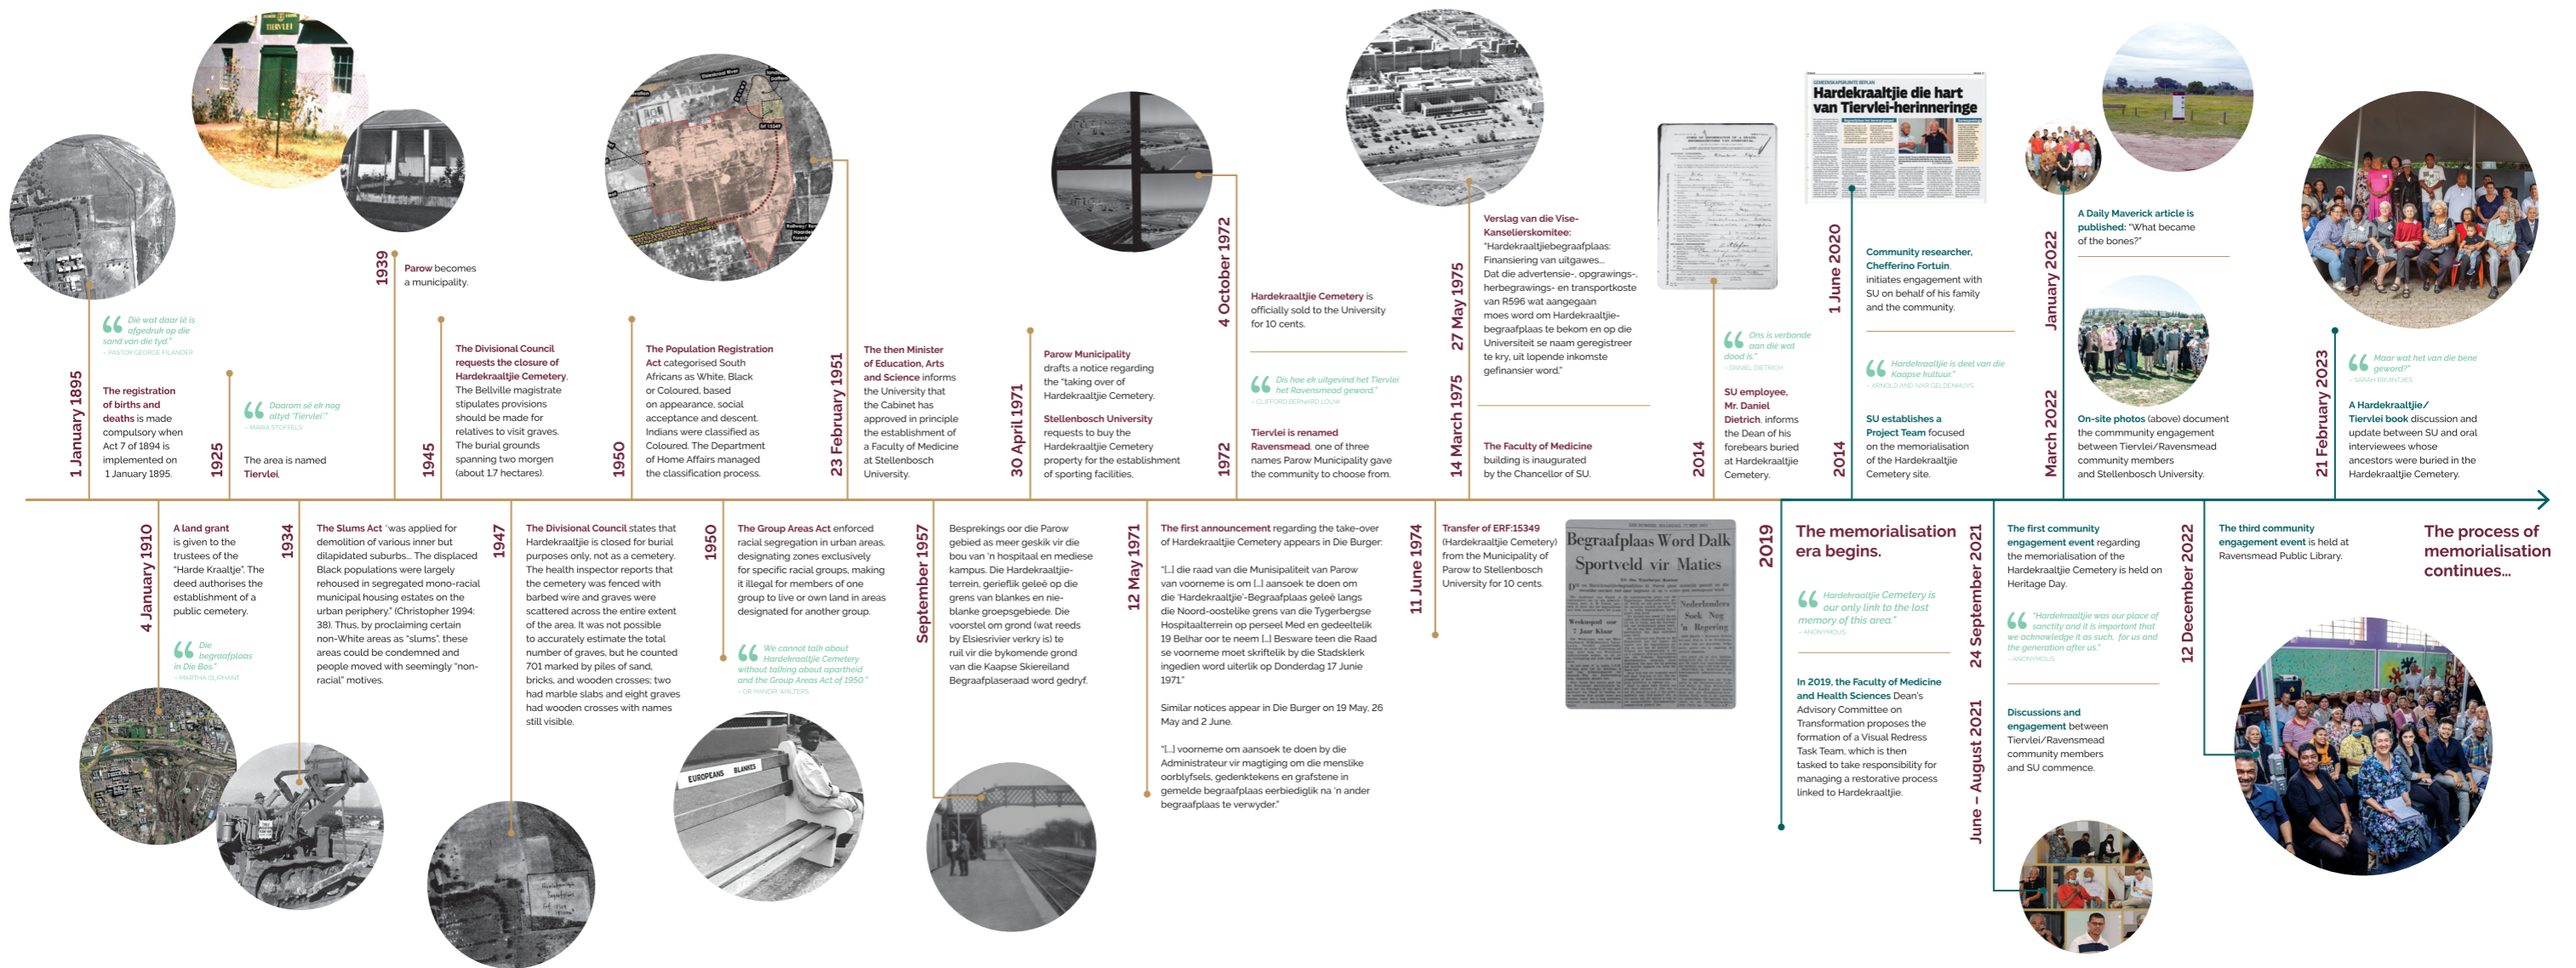 TIERVLEI
1 January 1895
“Dié wat daar lê is
afgedruk op die
sand van die tyd.”
– PASTOR GEORGE FILANDER
The registration
of births and
deaths is made
compulsory when
Act 7 of 1894 is
implemented on
1 January 1895.
1925
“Daarom sê ek nog
altyd ‘Tiervlei’.”
– MARIA STOFFELS
The area is named
Tiervlei.
1939
Parow becomes
a municipality.
1945
The Divisional Council
requests the closure of
Hardekraaltjie Cemetery.
The Bellville magistrate
stipulates provisions
should be made for
relatives to visit graves.
The burial grounds
spanning two morgen
(about 1,7 hectares).
1950
The Population Registration
Act categorised South
Africans as White, Black
or Coloured, based
on appearance, social
acceptance and descent.
Indians were classified as
Coloured. The Department
of Home Affairs managed
the classification process.
23 February 1951
The then Minister
of Education, Arts
and Science informs
the University that
the Cabinet has
approved in principle
the establishment of
a Faculty of Medicine
at Stellenbosch
University.
30 April 1971
Parow Municipality
drafts a notice regarding
the “taking over of
Hardekraaltjie Cemetery.
Stellenbosch University
requests to buy the
Hardekraaltjie Cemetery
property for the establishment
of sporting facilities.
4 October 1972
Hardekraaltjie Cemetery is
officially sold to the University
for 10 cents.
“Dis hoe ek uitgevind het Tiervlei
het Ravensmead geword.”
– CLIFFORD BERNARD LOUW
1972
Tiervlei is renamed
Ravensmead, one of three
names Parow Municipality gave
the community to choose from.
27 May 1975
Verslag van die Vise-
Kanselierskomitee:
“Hardekraaltjiebegraafplaas:
Finansiering van uitgawes...
Dat die advertensie-, opgrawings-,
herbegrawings- en transportkoste
van R596 wat aangegaan
moes word om Hardekraaltjie-
begraafplaas te bekom en op die
Universiteit se naam geregistreer
te kry, uit lopende inkomste
gefinansier word.”
14 March 1975
The Faculty of Medicine
building is inaugurated
by the Chancellor of SU.
2014
“Ons is verbonde
aan dié wat
dood is.”
– DANIEL DIETRICH
SU employee,
Mr. Daniel
Dietrich, informs
the Dean of his
forebears buried
at Hardekraaltjie
Cemetery.
Hardekraaltjie die hart
van Tiervlei-herinneringe
1 June 2020
Community researcher,
Chefferino Fortuin,
initiates engagement with
SU on behalf of his family
and the community.
“Hardekraaltjie is deel van die
Kaapse kultuur.”
– ARNOLD AND IVAR GELDENHUYS
2014
SU establishes a
Project Team focused
on the memorialisation
of the Hardekraaltjie
Cemetery site.
January 2022
A Daily Maverick article is
published: “What became
of the bones?”
March 2022
On-site photos (above) document
the commmunity engagement
between Tiervlei/Ravensmead
community members
and Stellenbosch University.
21 February 2023
“Maar wat het van die bene
geword?”
– SARAH BRUINTJIES
A Hardekraaltjie/
Tiervlei book discussion and
update between SU and oral
interviewees whose
ancestors were buried in the
Hardekraaltjie Cemetery.
4 January 1910
A land grant
is given to the
trustees of the
“Harde Kraaltje”. The
deed authorises the
establishment of a
public cemetery.
“Die
begraafplaas
in Die Bos.”
– MARTHA OLIPHANT
1934
The Slums Act “was applied for
demolition of various inner but
dilapidated suburbs... The displaced
Black populations were largely
rehoused in segregated mono-racial
municipal housing estates on the
urban periphery.” (Christopher 1994:
38). Thus, by proclaiming certain
non-White areas as “slums”, these
areas could be condemned and
people moved with seemingly “non-
racial” motives.
1947
The Divisional Council states that
Hardekraaltjie is closed for burial
purposes only, not as a cemetery.
The health inspector reports that
the cemetery was fenced with
barbed wire and graves were
scattered across the entire extent
of the area. It was not possible
to accurately estimate the total
number of graves, but he counted
701 marked by piles of sand,
bricks, and wooden crosses; two
had marble slabs and eight graves
had wooden crosses with names
still visible.
1950
The Group Areas Act enforced
racial segregation in urban areas,
designating zones exclusively
for specific racial groups, making
it illegal for members of one
group to live or own land in areas
designated for another group.
“We cannot talk about
Hardekraaltjie Cemetery
without talking about apartheid
and the Group Areas Act of 1950.”
– DR HANDRI WALTERS
EUROPEANS BLANKES
September 1957
Besprekings oor die Parow
gebied as meer geskik vir die
bou van ’n hospitaal en mediese
kampus. Die Hardekraaltjie-
terrein, gerieflik geleë op die
grens van blankes en nie-
blanke groepsgebiede. Die
voorstel om grond (wat reeds
by Elsiesrivier verkry is) te
ruil vir die bykomende grond
van die Kaapse Skiereiland
Begraafplaseraad word gedryf.
12 May 1971
The first announcement regarding the take-over
of Hardekraaltjie Cemetery appears in Die Burger:
“[...] die raad van die Munisipaliteit van Parow
van voorneme is om [...] aansoek te doen om
die ‘Hardekraaltjie’-Begraafplaas geleë langs
die Noord-oostelike grens van die Tygerbergse
Hospitaalterrein op perseel Med en gedeeltelik
19 Belhar oor te neem [...] Besware teen die Raad
se voorneme moet skriftelik by die Stadsklerk
ingedien word uiterlik op Donderdag 17 Junie
1971.”
Similar notices appear in Die Burger on 19 May, 26
May and 2 June.
“[...] voorneme om aansoek te doen by die
Administrateur vir magtiging om die menslike
oorblyfsels, gedenktekens en grafstene in
gemelde begraafplaas eerbiediglik na ’n ander
begraafplaas te verwyder.”
11 June 1974
Transfer of ERF:15349
(Hardekraaltjie Cemetery)
from the Municipality of
Parow to Stellenbosch
University for 10 cents.
Begraafplaas Word Dalk
Sportveld vir Maties
Nederlanders
Soek Nog
’n Regering
2019
The memorialisation
era begins.
“Hardekraaltjie Cemetery is
our only link to the lost
memory of this area.”
– ANONYMOUS
In 2019, the Faculty of Medicine
and Health Sciences Dean’s
Advisory Committee on
Transformation proposes the
formation of a Visual Redress
Task Team, which is then
tasked to take responsibility for
managing a restorative process
linked to Hardekraaltjie.
24 September 2021
The first community
engagement event regarding
the memorialisation of the
Hardekraaltjie Cemetery is held on
Heritage Day.
“Hardekraaltjie was our place of
sanctity and it is important that
we acknowledge it as such, for us and
the generation after us.”
– ANONYMOUS
June – August 2021
Discussions and
engagement between
Tiervlei/Ravensmead
community members
and SU commence.
12 December 2022
The third community
engagement event is held at
Ravensmead Public Library.
The process of
memorialisation
continues...